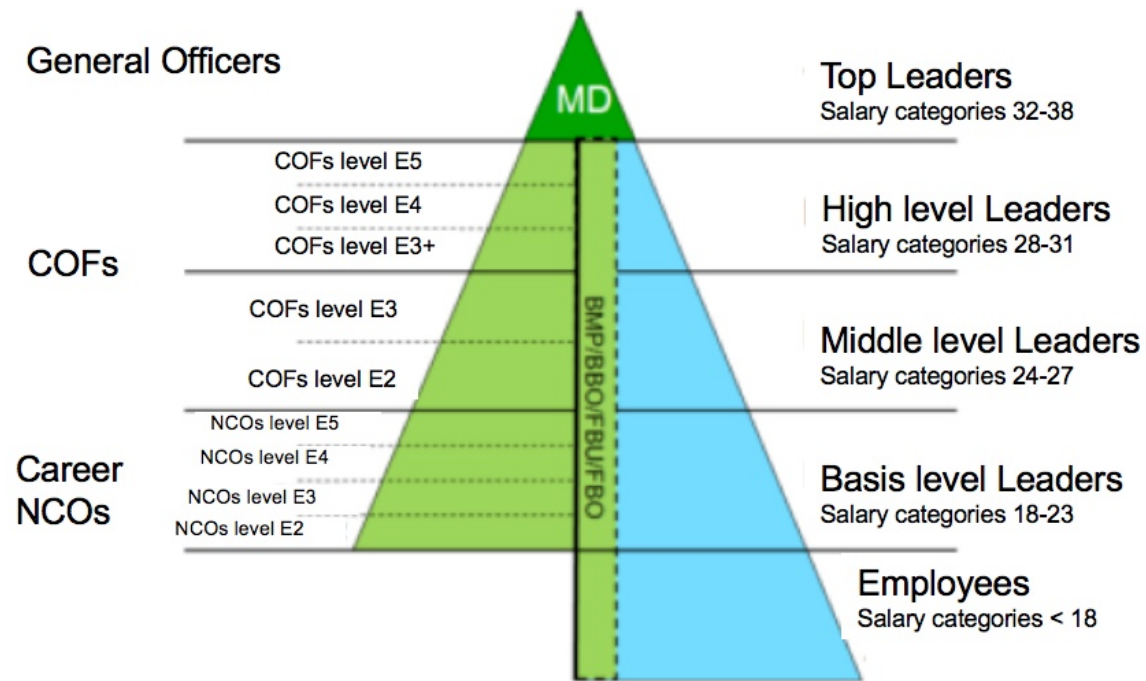 General Officers
MD
Top Leaders
Salary categories 32-38
COFs level E5
COFs level E4
COFs level E3+
COFs
High level Leaders
Salary categories 28-31
COFs level E3
COFs level E2
BMP/BBO/FBU/FBO
Middle level Leaders
Salary categories 24-27
NCOs level E5
NCOs level E4
NCOs level E3
NCOs level E2
Career
NCOs
Basis level Leaders
Salary categories 18-23
Employees
Salary categories < 18